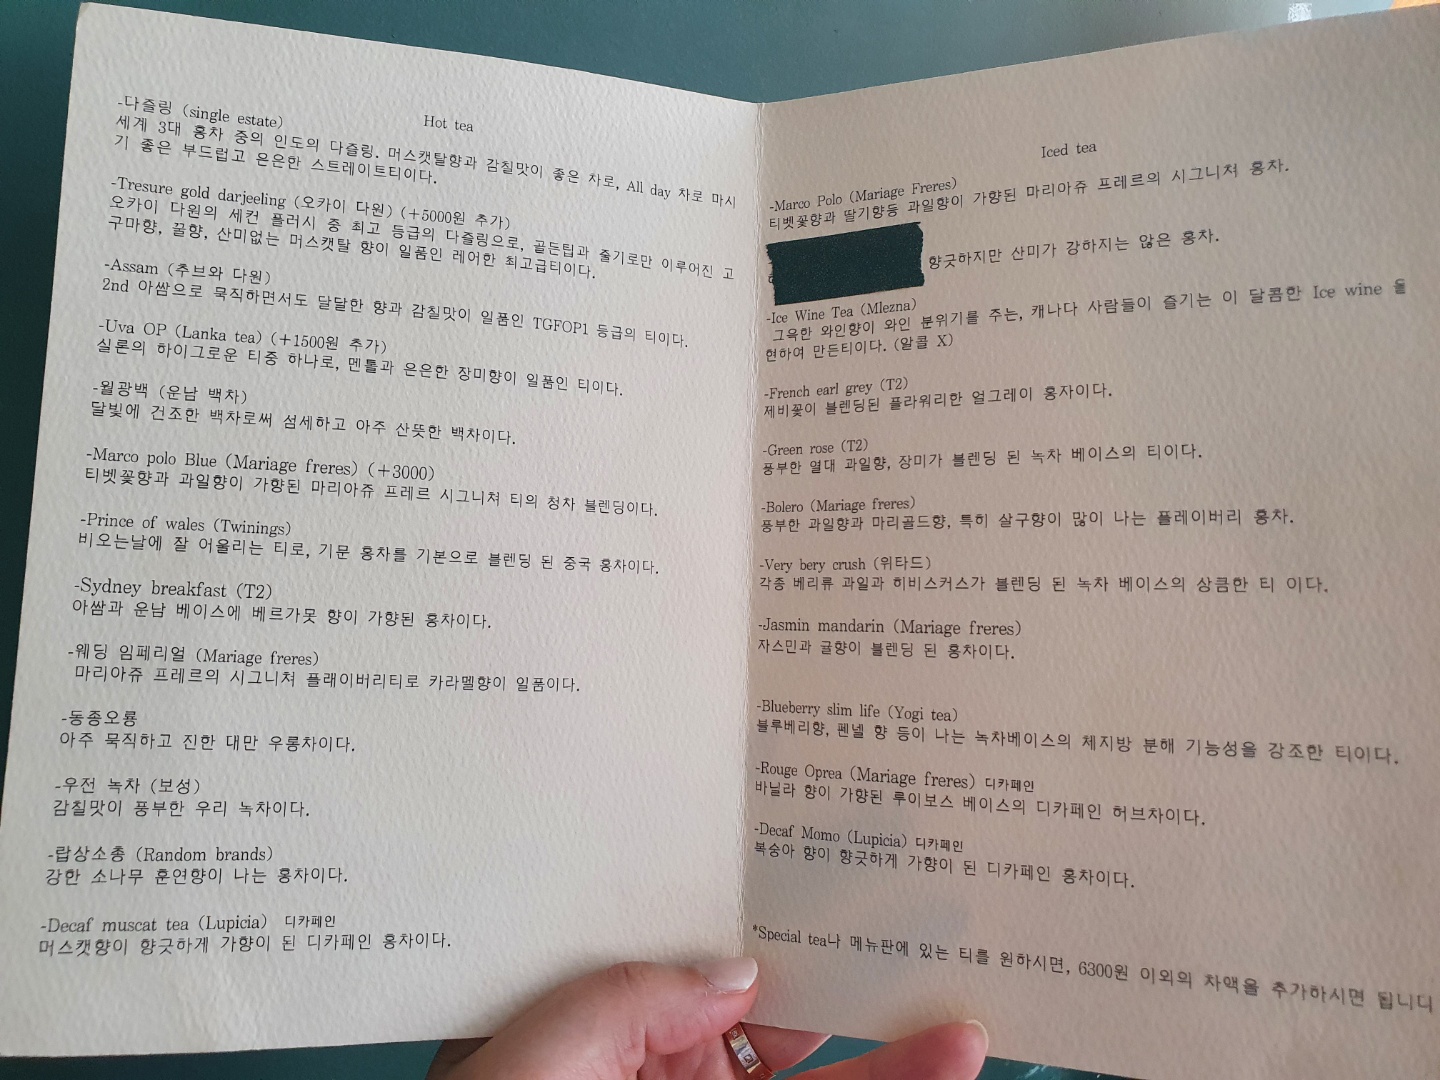 Hot tea
-다즐링 (single estate)
세계 3대 홍차 중의 인도의 다즐링. 머스캣탈향과 감칠맛이 좋은 차로, All day 차로 마시
기 좋은 부드럽고 은은한 스트레이트티이다.
-Tresure gold darjeeling (오카이 다원) (+5000원 추가)
오카이 다원의 세컨 플러시 중 최고 등급의 다즐링으로, 골든팁과 줄기로만 이루어진 고
구마향, 꿀향, 산미없는 머스캣탈 향이 일품인 레어한 최고급티이다.
-Assam (추브와 다원)
2nd 아쌈으로 묵직하면서도 달달한 향과 감칠맛이 일품인 TGFOP1 등급의 티이다.
-Uva OP (Lanka tea) (+1500원 추가)
실론의 하이그로운 티중 하나로, 멘톨과 은은한 장미향이 일품인 티이다.
-월광백 (운남 백차)
달빛에 건조한 백차로써 섬세하고 아주 산뜻한 백차이다.
-Marco polo Blue (Mariage freres) (+3000)
티벳꽃향과 과일향이 가향된 마리아쥬 프레르 시그니쳐 티의 청차 블렌딩이다.
-Prince of wales (Twinings)
비오는날에 잘 어울리는 티로, 기문 홍차를 기본으로 블렌딩 된 중국 홍차이다.
-Sydney breakfast (T2)
아쌈과 운남 베이스에 베르가못 향이 가향된 홍차이다.
-웨딩 임페리얼 (Mariage freres)
마리아쥬 프레르의 시그니쳐 플래이버리티로 카라멜향이 일품이다.
-동종오룡
아주 묵직하고 진한 대만 우롱차이다.
-우전 녹차 (보성)
감칠맛이 풍부한 우리 녹차이다.
-랍상소총 (Random brands)
강한 소나무 훈연향이 나는 홍차이다.
-Decaf muscat tea (Lupicia) 디카페인
머스캣향이 향긋하게 가향이 된 디카페인 홍차이다.
Iced tea
-Marco Polo (Mariage Freres)
티벳꽃향과 딸기향등 과일향이 가향된 마리아쥬 프레르의 시그니쳐 홍차.
향긋하지만 산미가 강하지는 않은 홍차.
-Ice Wine Tea (Mlezna)
그윽한 와인향이 와인 분위기를 주는, 캐나다 사람들이 즐기는 이 달콤한 Ice wine 을
현하여 만든티이다. (알콜 X)
-French earl grey (T2)
제비꽃이 블렌딩된 플라워리한 얼그레이 홍자이다.
-Green rose (T2)
풍부한 열대 과일향, 장미가 블렌딩 된 녹차 베이스의 티이다.
-Bolero (Mariage freres)
풍부한 과일향과 마리골드향, 특히 살구향이 많이 나는 플레이버리 홍차.
-Very bery crush (위타드)
각종 베리류 과일과 히비스커스가 블렌딩 된 녹차 베이스의 상큼한 티 이다.
-Jasmin mandarin (Mariage freres)
자스민과 귤향이 블렌딩 된 홍차이다.
-Blueberry slim life (Yogi tea)
블루베리향, 펜넬 향 등이 나는 녹차베이스의 체지방 분해 기능성을 강조한 티이다.
-Rouge Oprea (Mariage freres) 디카페인
바닐라 향이 가향된 루이보스 베이스의 디카페인 허브차이다.
-Decaf Momo (Lupicia) 디카페인
복숭아 향이 향긋하게 가향이 된 디카페인 홍차이다.
*Special tea나 메뉴판에 있는 티를 원하시면, 6300원 이외의 차액을 추가하시면 됩니디